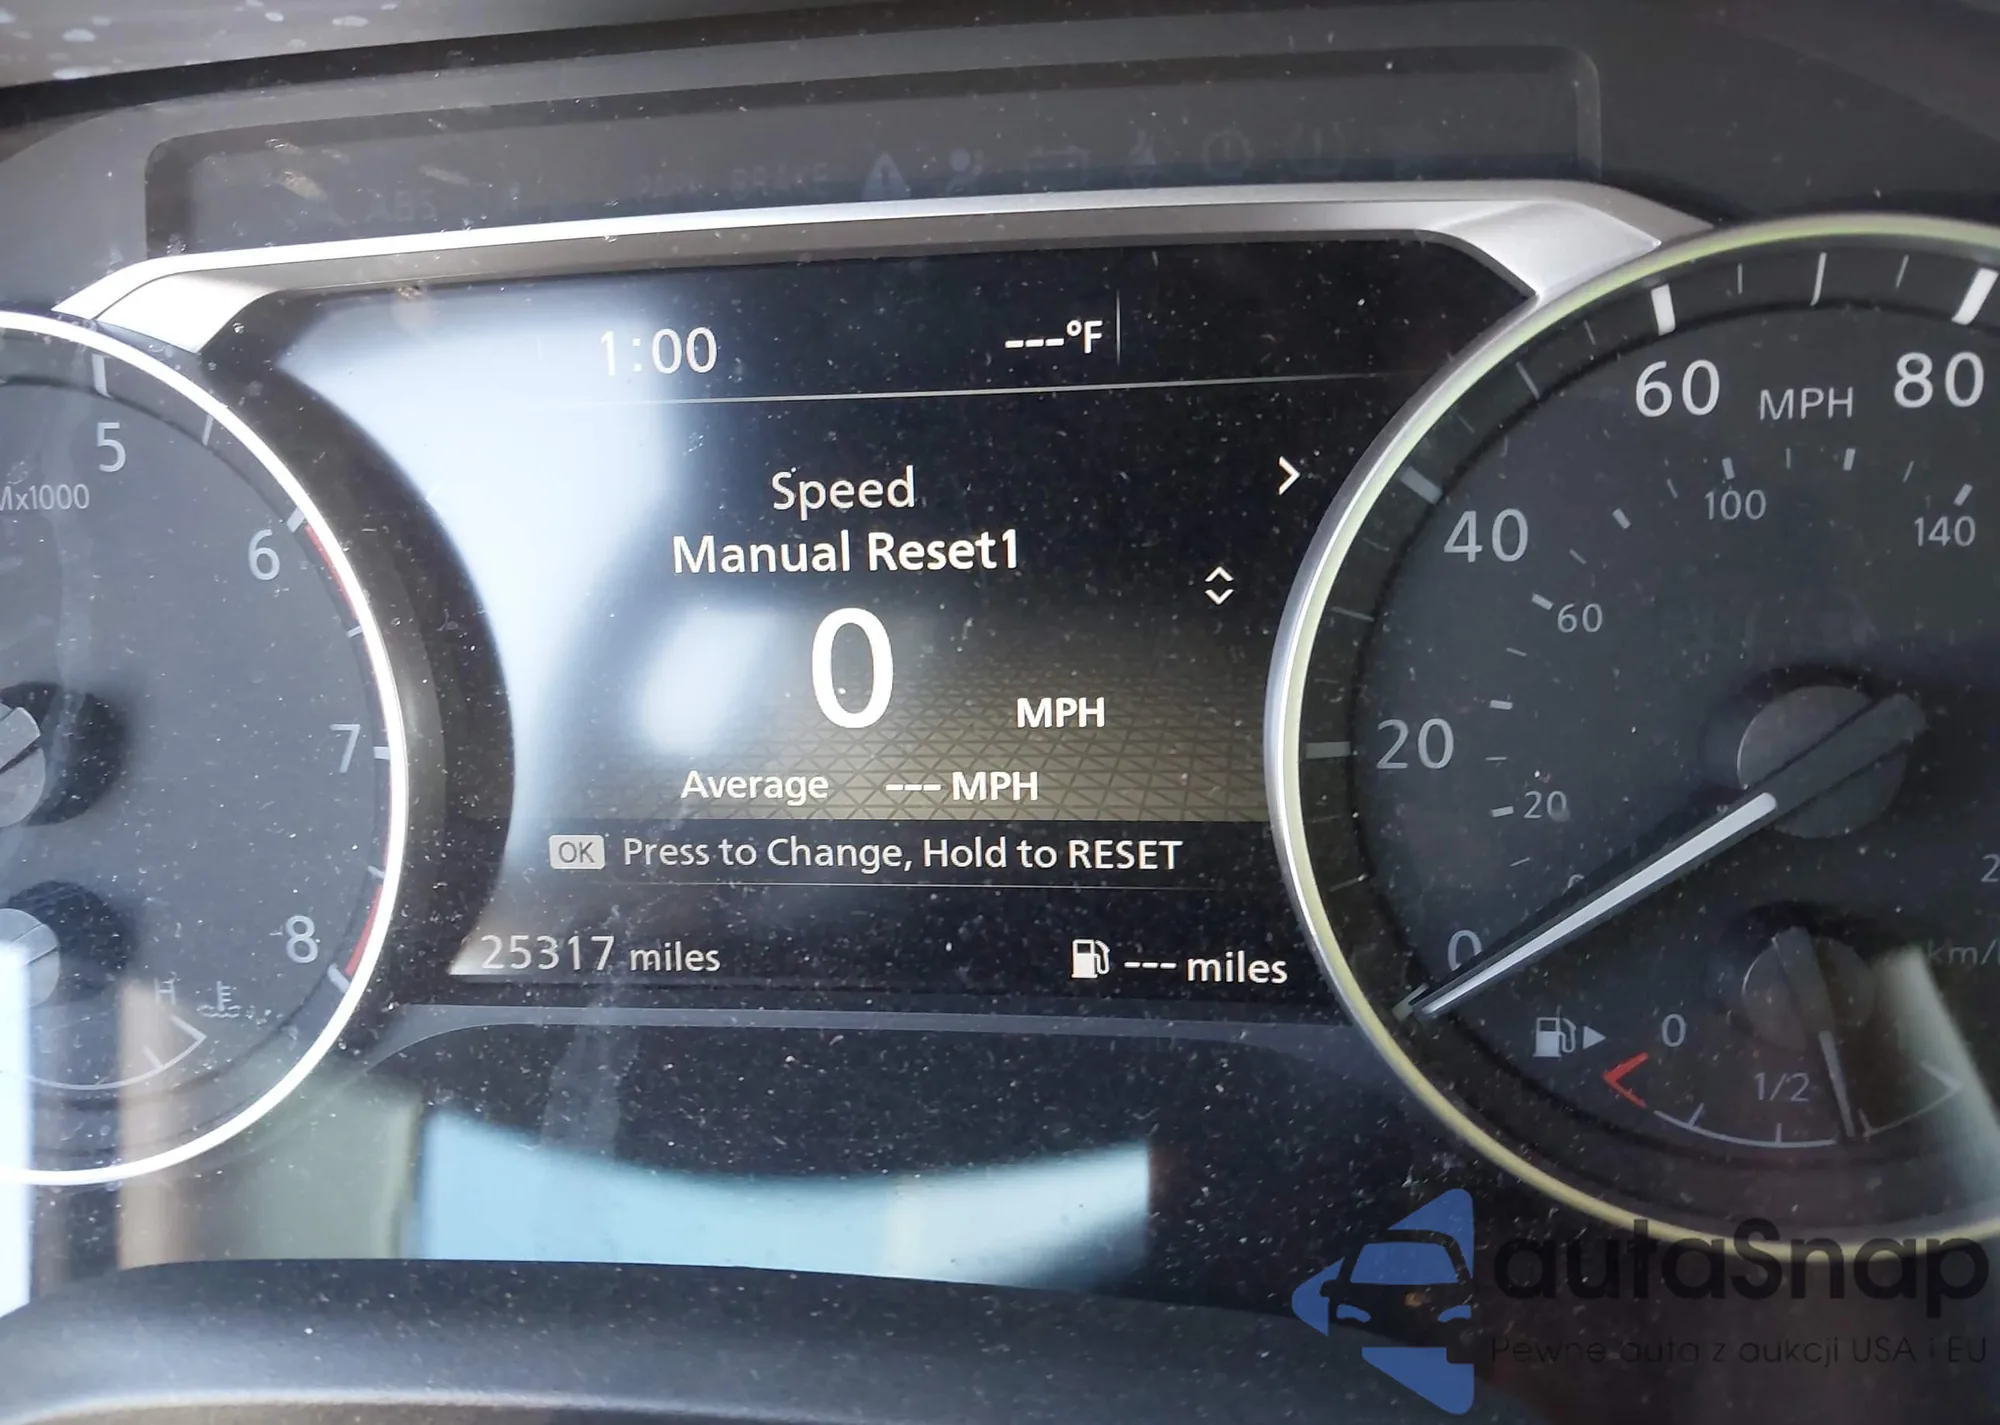 ABS
1:00
---°F
Speed
Manual Reset1
0
MPH
Average --- MPH
OK Press to Change, Hold to RESET
25317 miles
--- miles
5
6
7
8
H
0
20
40
60
MPH
80
20
60
100
140
0
1/2
autaSnap
Pewne auta z aukcji USA i EU